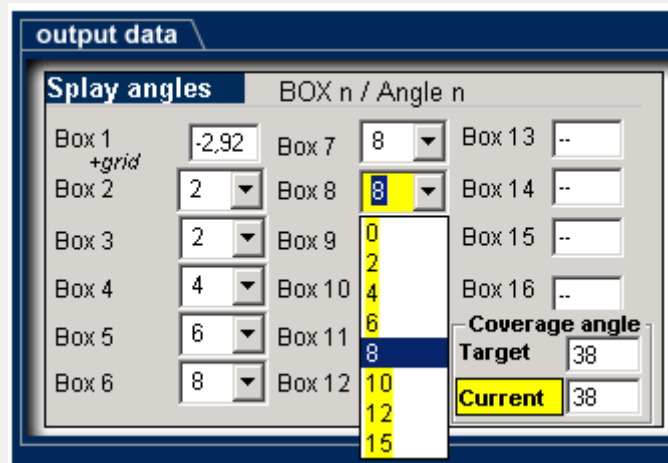 output data
Splay angles BOX n / Angle n
Box 1 -2,92 Box 7 8 Box 13 --
+grid
Box 2 2 Box 8 8 Box 14 --
Box 3 2 Box 9 Box 15 --
Box 4 4 Box 10 Box 16 --
Box 5 6 Box 11
Box 6 8 Box 12
0
2
4
6
8
10
12
15
Coverage angle
Target 38
Current 38